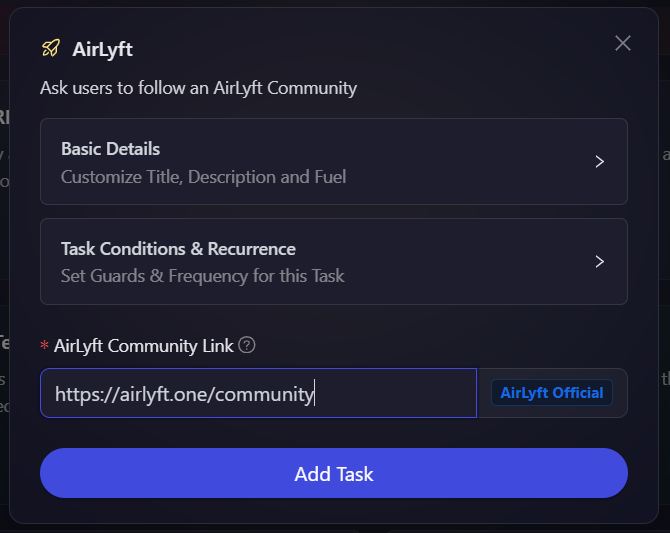 AirLyft
Ask users to follow an AirLyft Community
Basic Details
Customize Title, Description and Fuel
Task Conditions & Recurrence
Set Guards & Frequency for this Task
* AirLyft Community Link ?
https://airlyft.one/community
AirLyft Official
Add Task